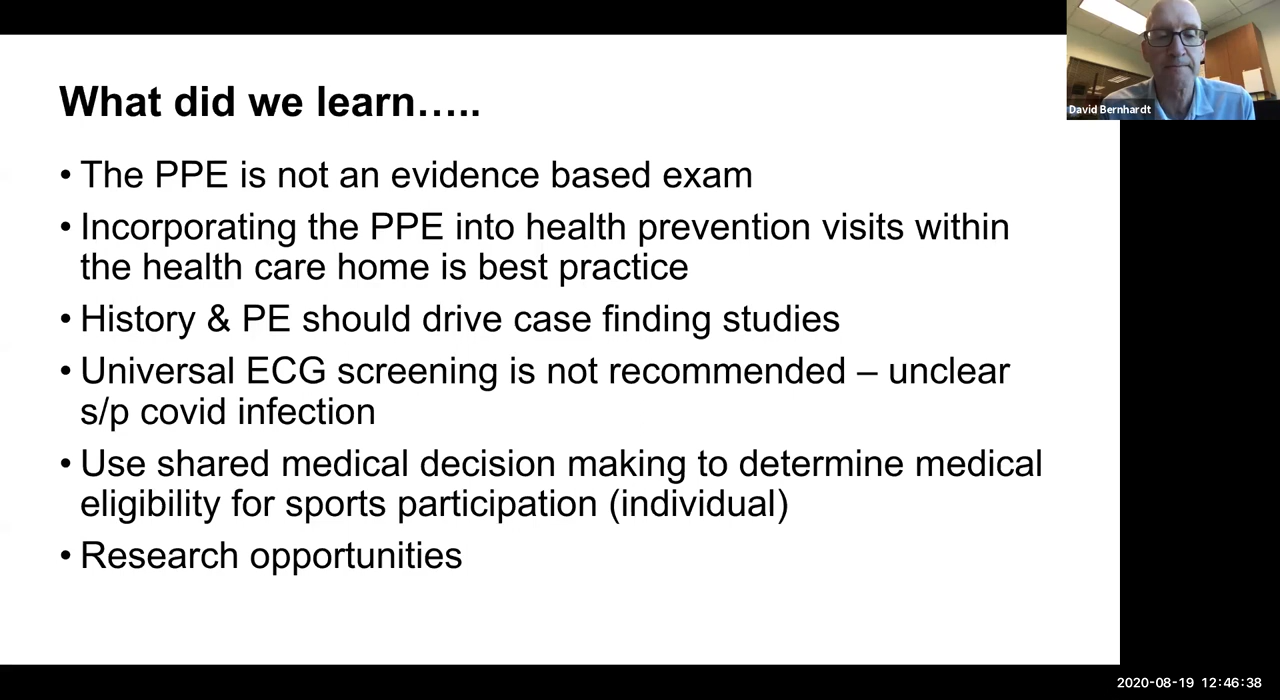 What did we learn…..
• The PPE is not an evidence based exam
• Incorporating the PPE into health prevention visits within
the health care home is best practice
• History & PE should drive case finding studies
• Universal ECG screening is not recommended – unclear
s/p covid infection
• Use shared medical decision making to determine medical
eligibility for sports participation (individual)
• Research opportunities
David Bernhardt
2020-08-19 12:46:38